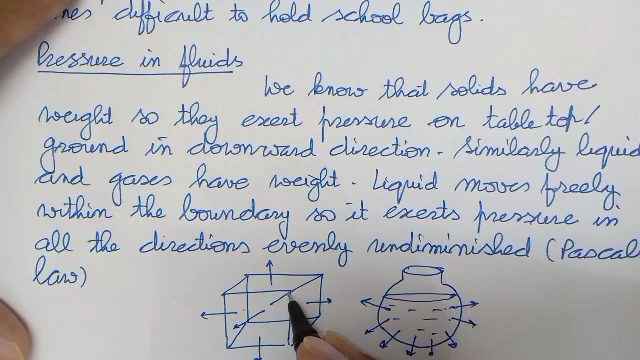 difficult to hold school bags.
Pressure in fluids
We know that solids have
weight so they exert pressure on table top/
ground in downward direction. Similarly liquid
and gases have weight. Liquid moves freely
within the boundary so it exerts pressure in
all the directions evenly undiminished (Pascal
law)